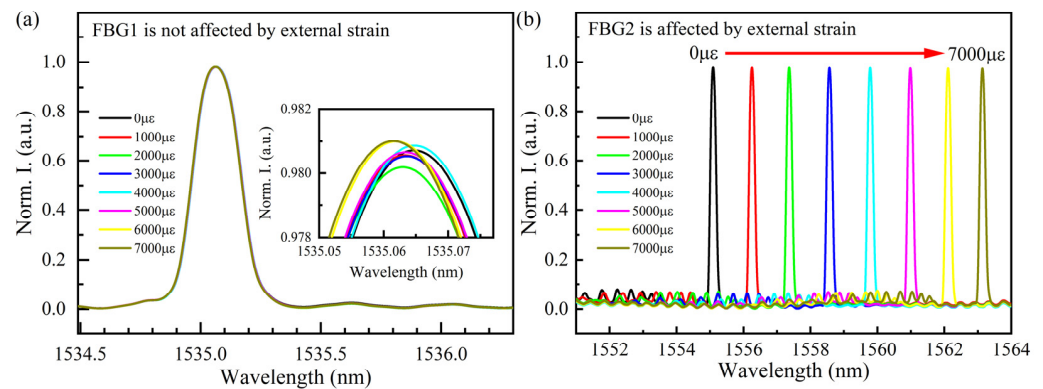 (a)
FBG1 is not affected by external strain
1.0
0.8
0.6
0.4
0.2
0.0
Norm. I. (a.u.)
0με
1000με
2000με
3000με
4000με
5000με
6000με
7000με
0.982
0.980
0.978
Norm. I. (a.u.)
1535.05 1535.06 1535.07
Wavelength (nm)
1534.5 1535.0 1535.5 1536.0
Wavelength (nm)
(b)
FBG2 is affected by external strain
0με 7000με
1.0
0.8
0.6
0.4
0.2
0.0
Norm. I. (a.u.)
0με
1000με
2000με
3000με
4000με
5000με
6000με
7000με
1552 1554 1556 1558 1560 1562 1564
Wavelength (nm)